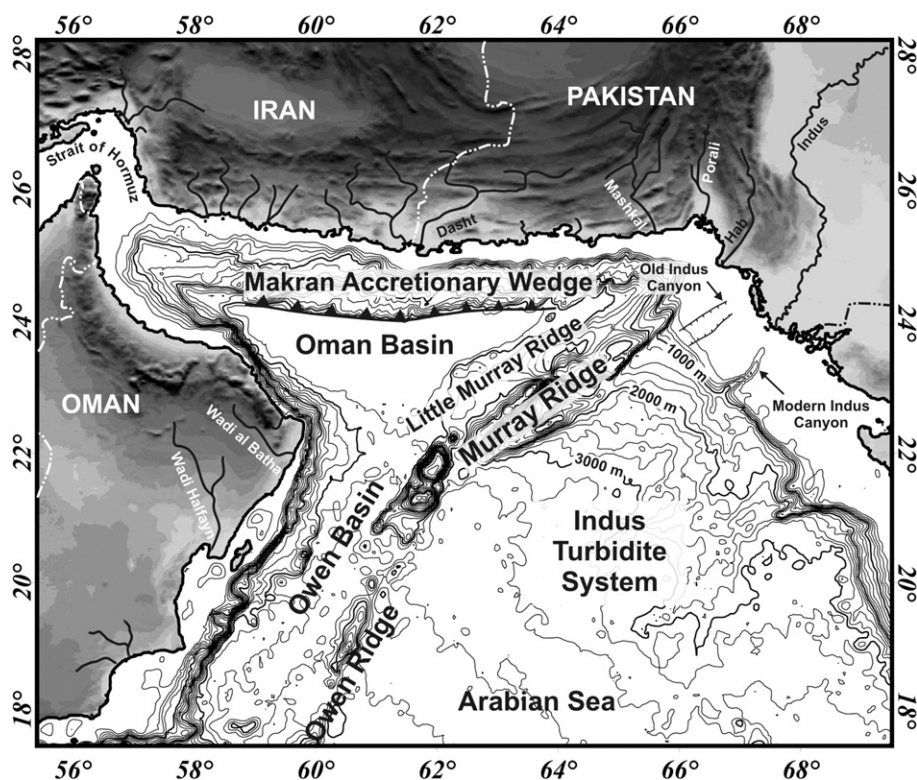 56° 58° 60° 62° 64° 66° 68°
28°
28°
IRAN
PAKISTAN
Indus
Strait of Hormuz
26°
26°
Dasht
Mashkal
Porali
Hab
Makran Accretionary Wedge
Old Indus
Canyon
24°
24°
Oman Basin
Little Murray Ridge
Murray Ridge
1000 m
2000 m
3000 m
Modern Indus
Canyon
OMAN
Wadi al Batha
Wadi Halfayn
22°
22°
Owen Basin
Indus
Turbidite
System
20°
20°
Owen Ridge
Arabian Sea
18°
18°
56° 58° 60° 62° 64° 66° 68°